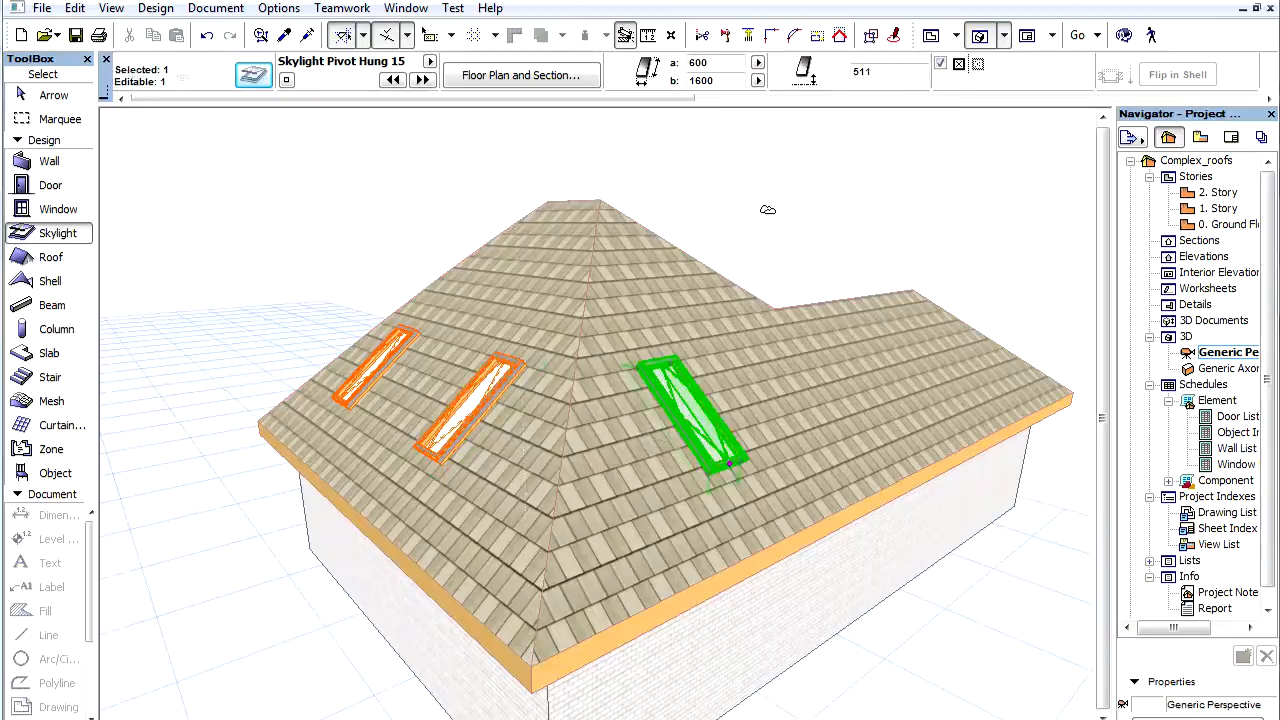 File Edit View Design Document Options Teamwork Window Test Help
Go
ToolBox
Select
Arrow
Marquee
Design
Wall
Door
Window
Skylight
Roof
Shell
Beam
Column
Slab
Stair
Mesh
Curtain...
Zone
Object
Document
Dimen...
Level ...
Text
Label
Fill
Line
Arc/Ci...
Polyline
Drawing
Selected: 1
Editable: 1
Skylight Pivot Hung 15
Floor Plan and Section...
a: 600
b: 1600
511
Flip in Shell
Navigator - Project ...
Complex_roofs
Stories
2. Story
1. Story
0. Ground Fl
Sections
Elevations
Interior Elevation
Worksheets
Details
3D Documents
3D
Generic Pe
Generic Axor
Schedules
Element
Door List
Object In
Wall List
Window
Component
Project Indexes
Drawing List
Sheet Index
View List
Lists
Info
Project Note
Report
Properties
Generic Perspective